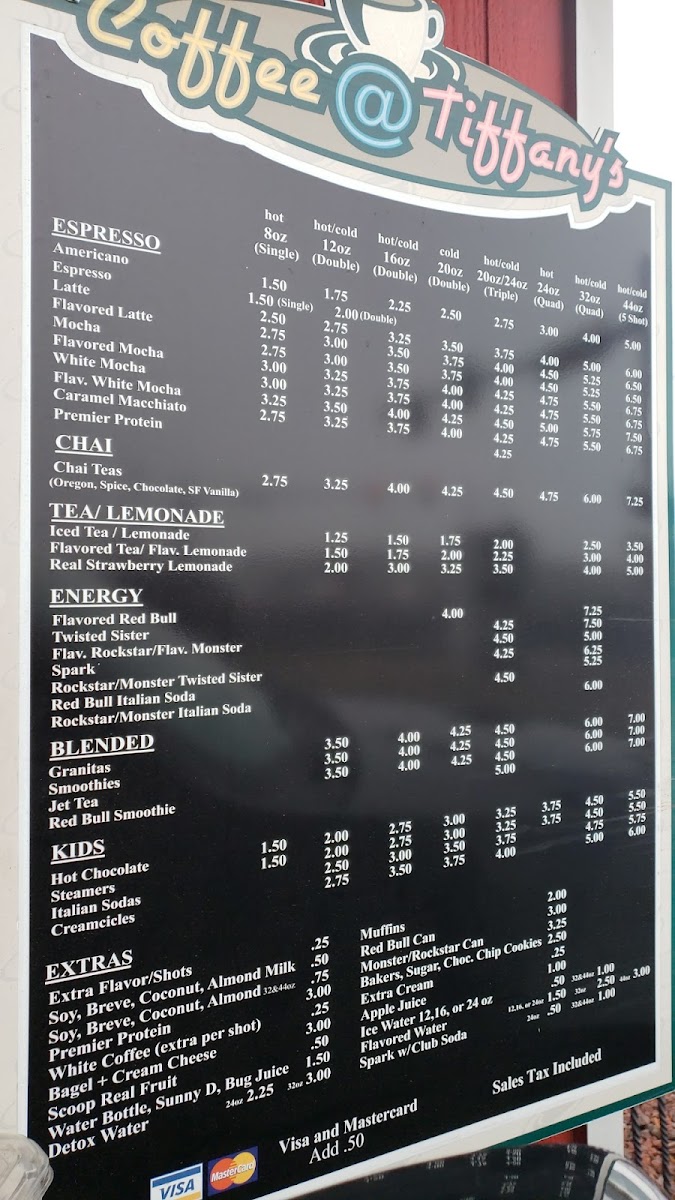 Coffee @ Tiffany's
ESPRESSO
hot 8oz (Single)
hot/cold 12oz (Double)
hot/cold 16oz (Double)
cold 20oz (Double)
hot/cold 20oz/24oz (Triple)
hot 24oz (Quad)
hot/cold 32oz (Quad)
hot/cold 44oz (5 Shot)
Americano 1.50 1.75 2.25 2.50 2.75 3.00 4.00 5.00
Espresso 1.50 (Single) 2.00 (Double)
Latte 2.50 2.75 3.25 3.50 3.75 4.00 5.00 6.00
Flavored Latte 2.75 3.00 3.50 3.75 4.00 4.50 5.25 6.50
Mocha 2.75 3.00 3.50 3.75 4.00 4.50 5.25 6.50
Flavored Mocha 3.00 3.25 3.75 4.00 4.25 4.75 5.50 6.75
White Mocha 3.00 3.25 3.75 4.00 4.25 4.75 5.50 6.75
Flav. White Mocha 3.25 3.50 4.00 4.25 4.50 5.00 5.75 7.50
Caramel Macchiato 2.75 3.25 3.75 4.00 4.25 4.75 5.50 6.75
Premier Protein 4.25
CHAI
Chai Teas 2.75 3.25 4.00 4.25 4.50 4.75 6.00 7.25
(Oregon, Spice, Chocolate, SF Vanilla)
TEA/ LEMONADE
Iced Tea / Lemonade 1.25 1.50 1.75 2.00 2.50 3.50
Flavored Tea/ Flav. Lemonade 1.50 1.75 2.00 2.25 3.00 4.00
Real Strawberry Lemonade 2.00 3.00 3.25 3.50 4.00 5.00
ENERGY
Flavored Red Bull 4.00 7.25
Twisted Sister 4.25 7.50
Flav. Rockstar/Flav. Monster 4.50 5.00
Spark 4.25 6.25
Rockstar/Monster Twisted Sister 5.25
Red Bull Italian Soda 4.50
Rockstar/Monster Italian Soda 6.00
BLENDED
Granitas 3.50 4.00 4.25 4.50 6.00 7.00
Smoothies 3.50 4.00 4.25 4.50 6.00 7.00
Jet Tea 3.50 4.00 4.25 4.50 6.00 7.00
Red Bull Smoothie 5.00
KIDS
Hot Chocolate 1.50 2.00 2.75 3.00 3.25 3.75 4.50 5.50
Steamers 1.50 2.00 2.75 3.00 3.25 3.75 4.50 5.50
Italian Sodas 2.50 3.00 3.50 3.75 4.75 5.75
Creamcicles 2.75 3.50 3.75 4.00 5.00 6.00
EXTRAS
Extra Flavor/Shots .25
Soy, Breve, Coconut, Almond Milk .50
Soy, Breve, Coconut, Almond 32&44oz .75
Premier Protein 3.00
White Coffee (extra per shot) .25
Bagel + Cream Cheese 3.00
Scoop Real Fruit .50
Water Bottle, Sunny D, Bug Juice 1.50
Detox Water 24oz 2.25 32oz 3.00
Muffins 2.00
Red Bull Can 3.00
Monster/Rockstar Can 3.25
Bakers, Sugar, Choc. Chip Cookies 2.50
Extra Cream .25
Apple Juice 1.00
Ice Water 12,16, or 24 oz .50 32&44oz 1.00
Flavored Water 12,16, or 24oz 1.50 32oz 2.50 44oz 3.00
Spark w/Club Soda 24oz .50 32&44oz 1.00
Sales Tax Included
VISA
MasterCard
Visa and Mastercard
Add .50